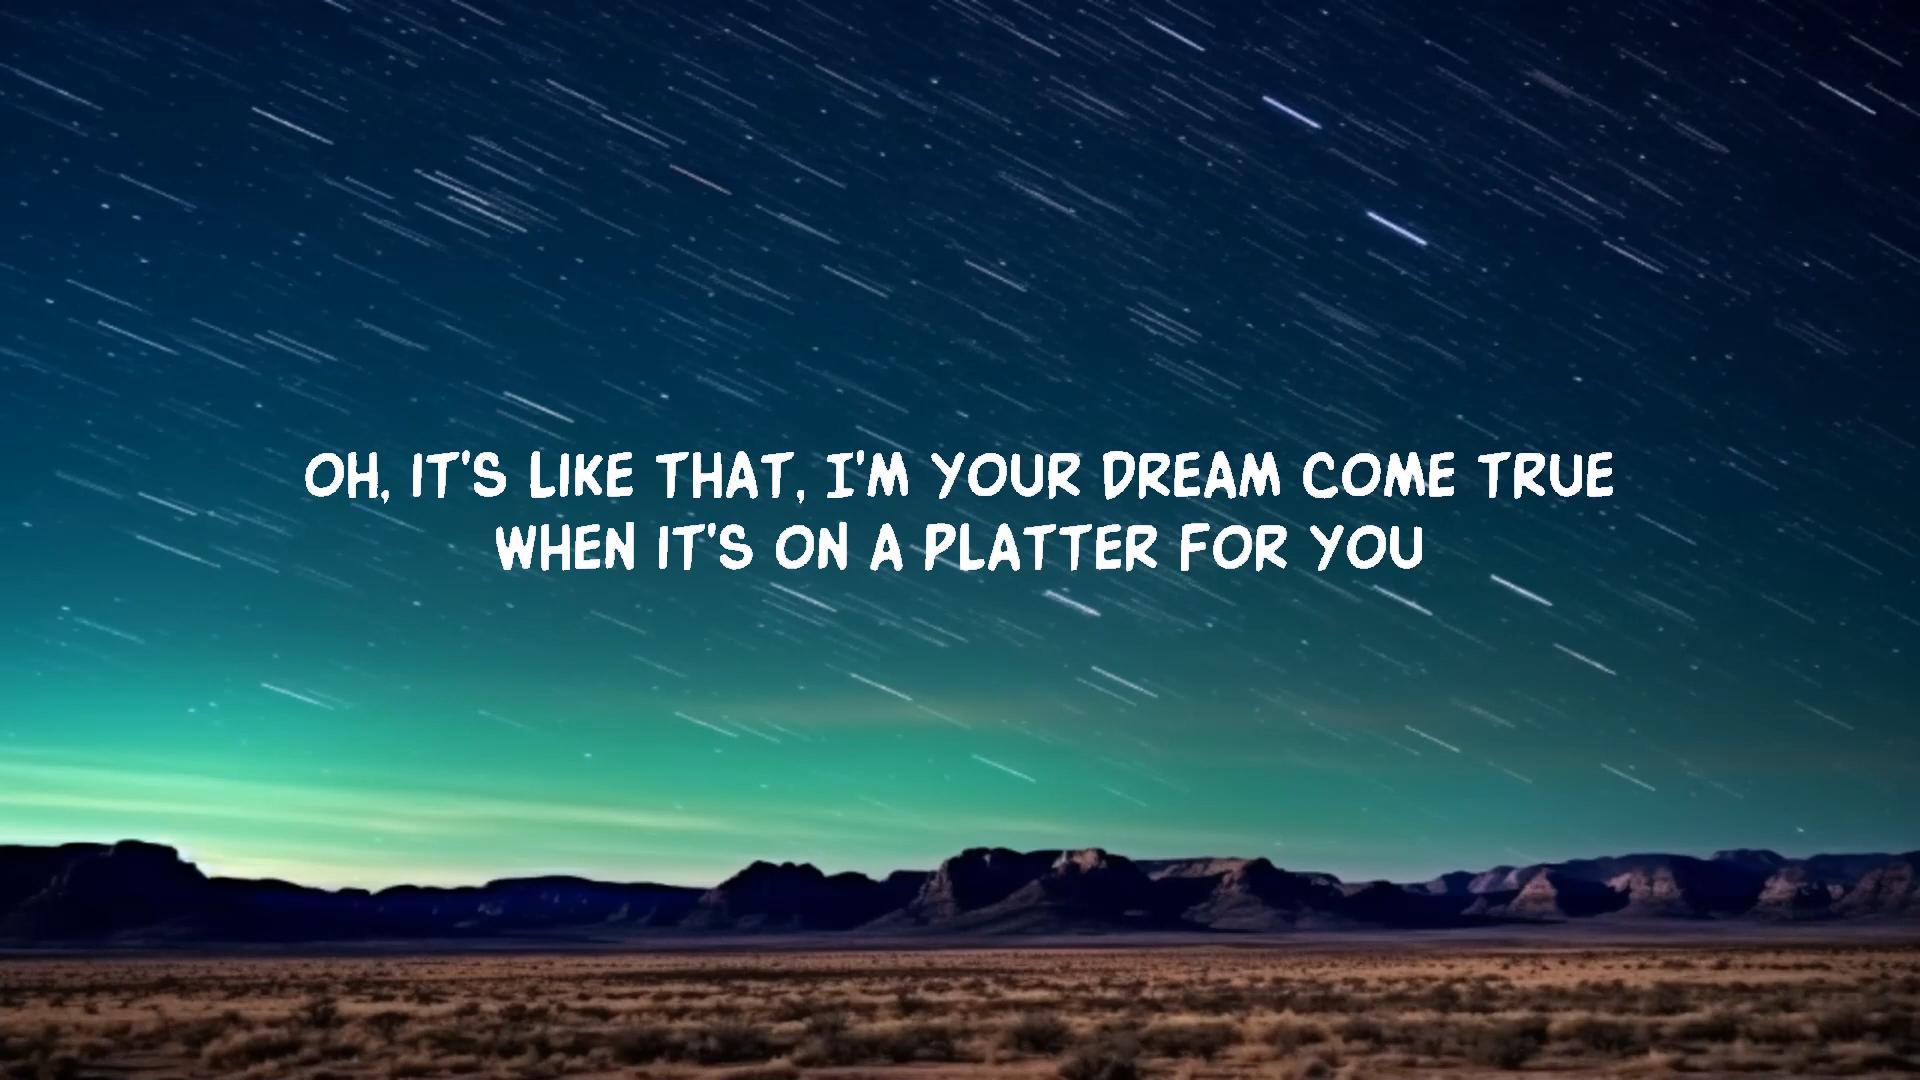 OH, IT'S LIKE THAT, I'M YOUR DREAM COME TRUE
WHEN IT'S ON A PLATTER FOR YOU